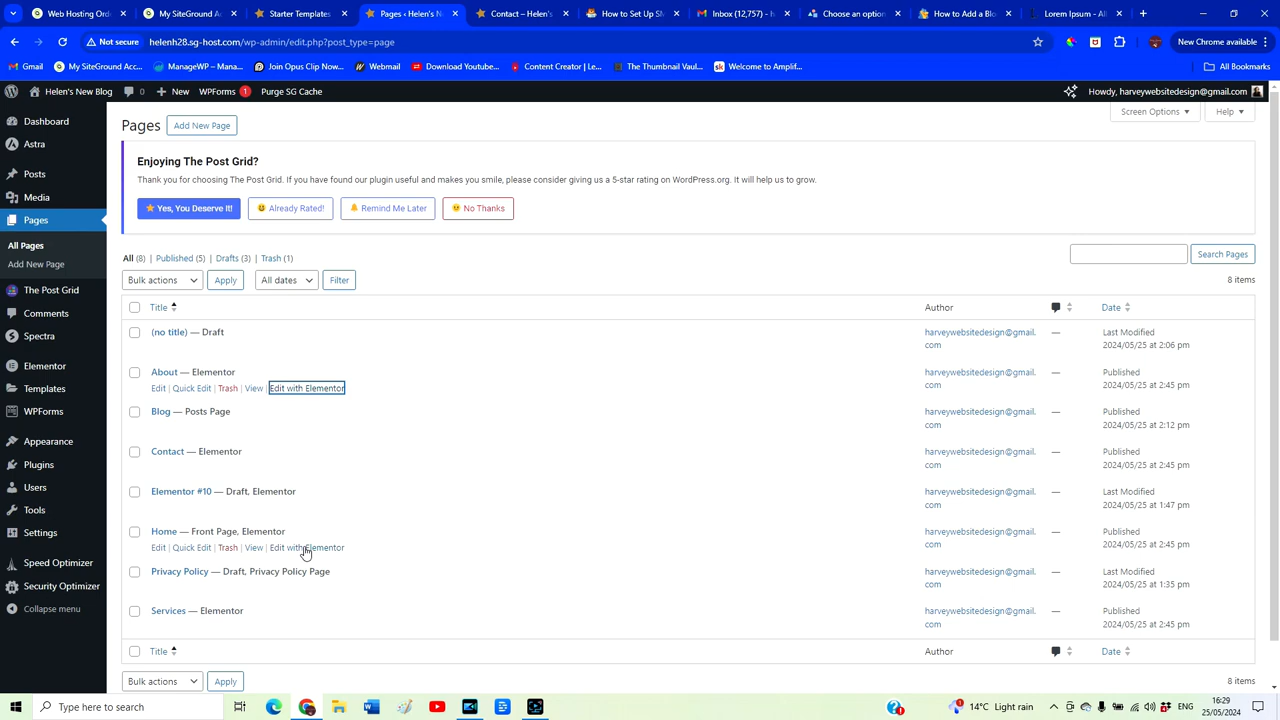 Web Hosting Ord
My SiteGround Ac
Starter Templates
Pages ‹ Helen's Ne
Contact – Helen's
How to Set Up SM
Inbox (12,757) - h
Choose an option
How to Add a Blo
Lorem Ipsum - All
Not secure helenh28.sg-host.com/wp-admin/edit.php?post_type=page
New Chrome available
Gmail
My SiteGround Acc...
ManageWP – Mana...
Join Opus Clip Now...
Webmail
Download Youtube...
Content Creator | Le...
The Thumbnail Vaul...
Welcome to Amplif...
All Bookmarks
Helen's New Blog 0 New WPForms 1 Purge SG Cache
Howdy, harveywebsitedesign@gmail.com
Dashboard
Astra
Posts
Media
Pages
All Pages
Add New Page
The Post Grid
Comments
Spectra
Elementor
Templates
WPForms
Appearance
Plugins
Users
Tools
Settings
Speed Optimizer
Security Optimizer
Collapse menu
Screen Options Help
Pages Add New Page
Enjoying The Post Grid?
Thank you for choosing The Post Grid. If you have found our plugin useful and makes you smile, please consider giving us a 5-star rating on WordPress.org. It will help us to grow.
Yes, You Deserve It! Already Rated! Remind Me Later No Thanks
All (8) | Published (5) | Drafts (3) | Trash (1)
Search Pages
Bulk actions Apply All dates Filter
8 items
Title Author Date
(no title) — Draft
harveywebsitedesign@gmail.
com
—
Last Modified
2024/05/25 at 2:06 pm
About — Elementor
Edit | Quick Edit | Trash | View | Edit with Elementor
harveywebsitedesign@gmail.
com
—
Published
2024/05/25 at 2:45 pm
Blog — Posts Page
harveywebsitedesign@gmail.
com
—
Published
2024/05/25 at 2:12 pm
Contact — Elementor
harveywebsitedesign@gmail.
com
—
Published
2024/05/25 at 2:45 pm
Elementor #10 — Draft, Elementor
harveywebsitedesign@gmail.
com
—
Last Modified
2024/05/25 at 1:47 pm
Home — Front Page, Elementor
Edit | Quick Edit | Trash | View | Edit with Elementor
harveywebsitedesign@gmail.
com
—
Published
2024/05/25 at 2:45 pm
Privacy Policy — Draft, Privacy Policy Page
harveywebsitedesign@gmail.
com
—
Last Modified
2024/05/25 at 1:35 pm
Services — Elementor
harveywebsitedesign@gmail.
com
—
Published
2024/05/25 at 2:45 pm
Title Author Date
Bulk actions Apply
8 items
Type here to search
14°C Light rain
ENG
16:29
25/05/2024